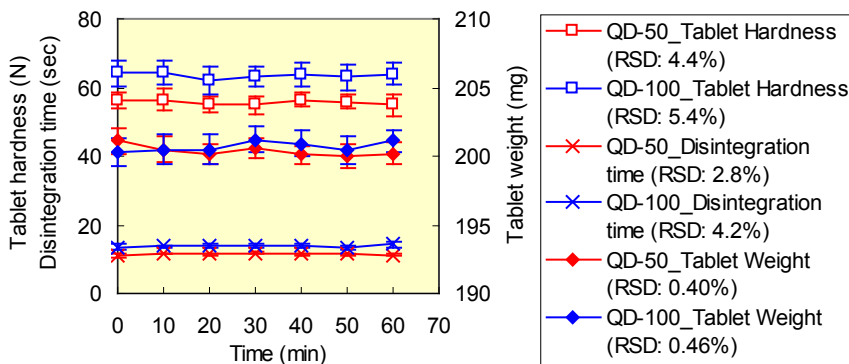 Tablet hardness (N)
Disintegration time (sec)
80
60
40
20
0
210
205
200
195
190
Tablet weight (mg)
0 10 20 30 40 50 60 70
Time (min)
QD-50_Tablet Hardness
(RSD: 4.4%)
QD-100_Tablet Hardness
(RSD: 5.4%)
QD-50_Disintegration
time (RSD: 2.8%)
QD-100_Disintegration
time (RSD: 4.2%)
QD-50_Tablet Weight
(RSD: 0.40%)
QD-100_Tablet Weight
(RSD: 0.46%)